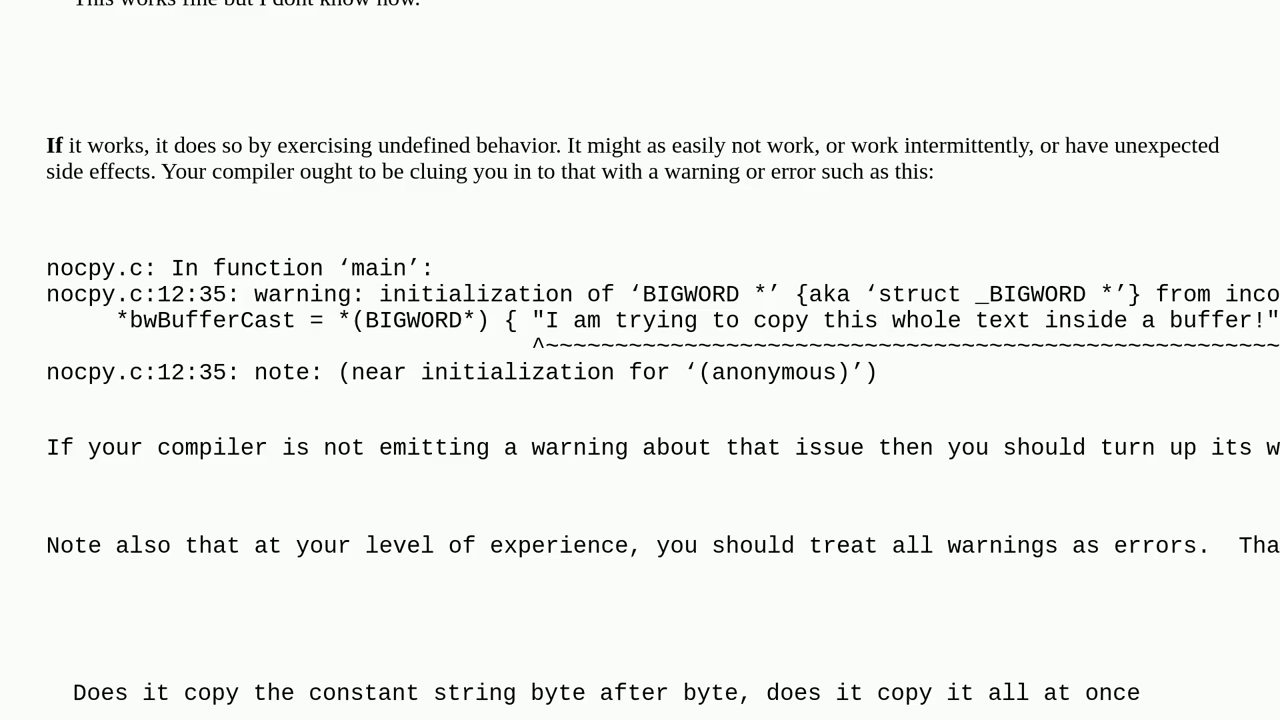 This works fine but I dont know how.
If it works, it does so by exercising undefined behavior. It might as easily not work, or work intermittently, or have unexpected
side effects. Your compiler ought to be cluing you in to that with a warning or error such as this:
nocpy.c: In function ‘main’:
nocpy.c:12:35: warning: initialization of ‘BIGWORD *’ {aka ‘struct _BIGWORD *’} from inco
*bwBufferCast = *(BIGWORD*) { "I am trying to copy this whole text inside a buffer!"
^~~~~~~~~~~~~~~~~~~~~~~~~~~~~~~~~~~~~~~~~~~~~~~~~~~~~~
nocpy.c:12:35: note: (near initialization for ‘(anonymous)’)
If your compiler is not emitting a warning about that issue then you should turn up its w
Note also that at your level of experience, you should treat all warnings as errors.  Tha
Does it copy the constant string byte after byte, does it copy it all at once